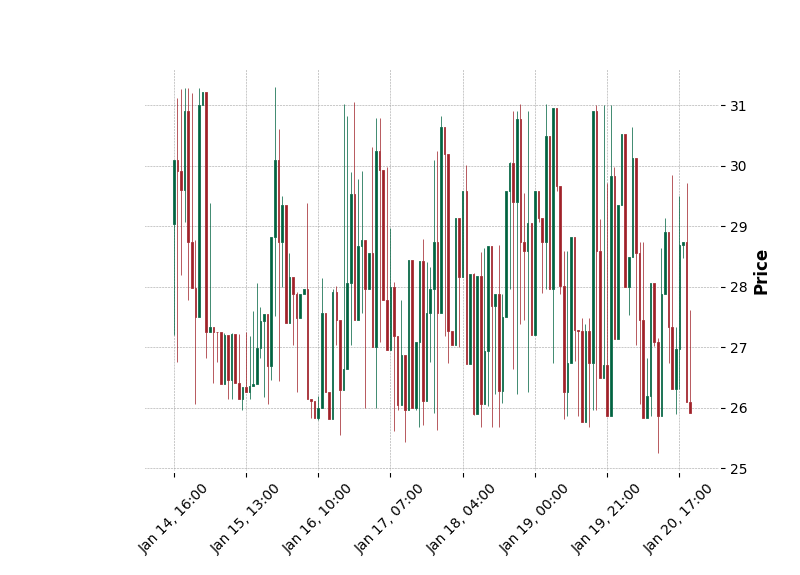 31
30
29
28
27
26
25
Price
Jan 14, 16:00
Jan 15, 13:00
Jan 16, 10:00
Jan 17, 07:00
Jan 18, 04:00
Jan 19, 00:00
Jan 19, 21:00
Jan 20, 17:00